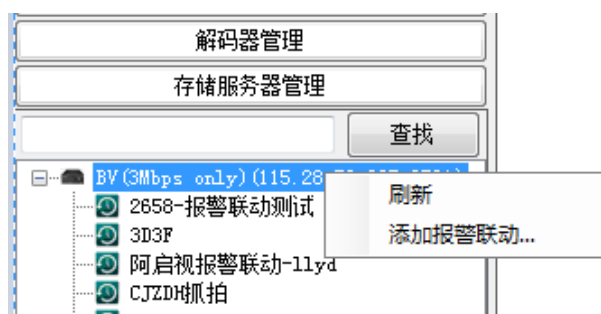 解码器管理
存储服务器管理
查找
BV(3Mbps only)(115.28
刷新
2658-报警联动测试
添加报警联动...
3D3F
阿启视报警联动-llyd
CJZDH抓拍